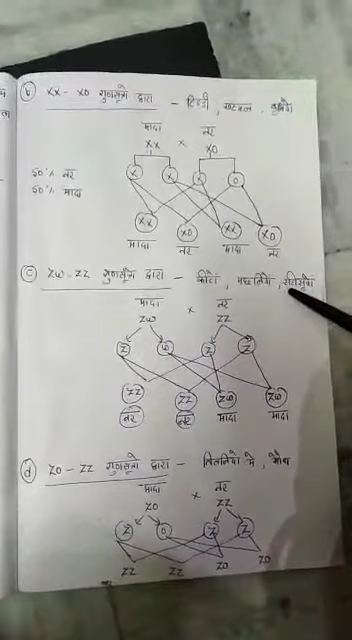 (b) XX - XO गुणसूत्रो द्वारा - टिड्डी, खटमल,
मादा नर
XX × XO
50% नर
50% मादा
X X X O
XX XO XX XO
मादा नर मादा नर
(c) ZW - ZZ गुणसूत्रो द्वारा - कीटों, मछलियों, सरीसृपों
मादा नर
ZW × ZZ
Z W Z Z
ZZ ZZ ZW ZW
नर नर मादा मादा
(d) ZO - ZZ गुणसूत्रो द्वारा - तितलियों मे, मोथ
मादा नर
ZO × ZZ
Z O Z Z
ZZ ZZ ZO ZO